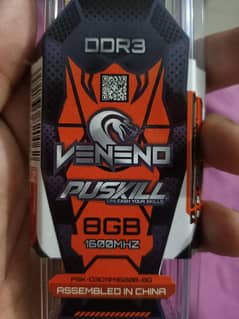 DDR3
VENENO
PUSKILL
UNLEASH YOUR SKILLS
8GB
1600MHZ
ASSEMBLED IN CHINA